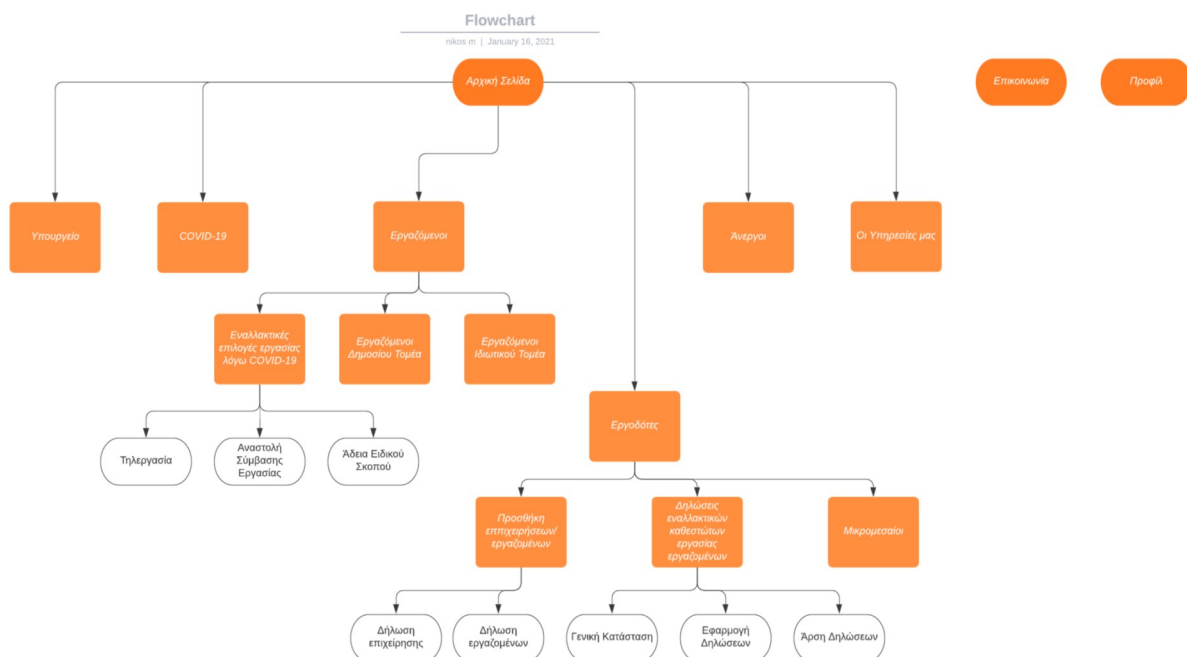 Flowchart
nikos m | January 16, 2021
Αρχική Σελίδα
Επικοινωνία
Προφίλ
Υπουργείο
COVID-19
Εργαζόμενοι
Άνεργοι
Οι Υπηρεσίες μας
Εναλλακτικές
επιλογές εργασίας
λόγω COVID-19
Εργαζόμενοι
Δημοσίου Τομέα
Εργαζόμενοι
Ιδιωτικού Τομέα
Εργοδότες
Τηλεργασία
Αναστολή
Σύμβασης
Εργασίας
Άδεια Ειδικού
Σκοπού
Προσθήκη
επππιχειρήσεων/
εργαζομένων
Δηλώσεις
εναλλακτικών
καθεστώτων
εργασίας
εργαζομένων
Μικρομεσαίοι
Δήλωση
επιχείρησης
Δήλωση
εργαζομένων
Γενική Κατάσταση
Εφαρμογή
Δηλώσεων
Άρση Δηλώσεων